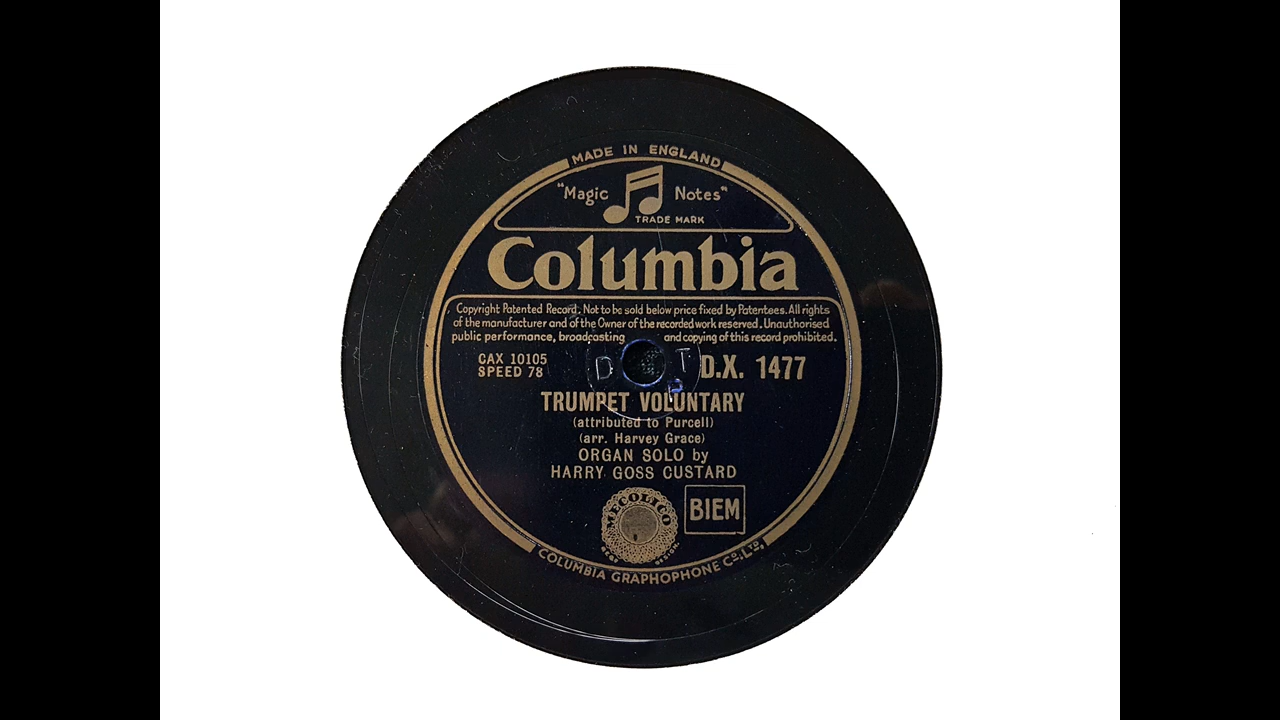 MADE IN ENGLAND
"Magic Notes"
TRADE MARK
Columbia
Copyright Patented Record. Not to be sold below price fixed by Patentees. All rights
of the manufacturer and of the Owner of the recorded work reserved. Unauthorised
public performance, broadcasting and copying of this record prohibited.
CAX 10105
SPEED 78
D T
P
D.X. 1477
TRUMPET VOLUNTARY
(attributed to Purcell)
(arr. Harvey Grace)
ORGAN SOLO by
HARRY GOSS CUSTARD
MECOLICO
DESIGN.
BIEM
COLUMBIA GRAPHOPHONE CO. LTD.